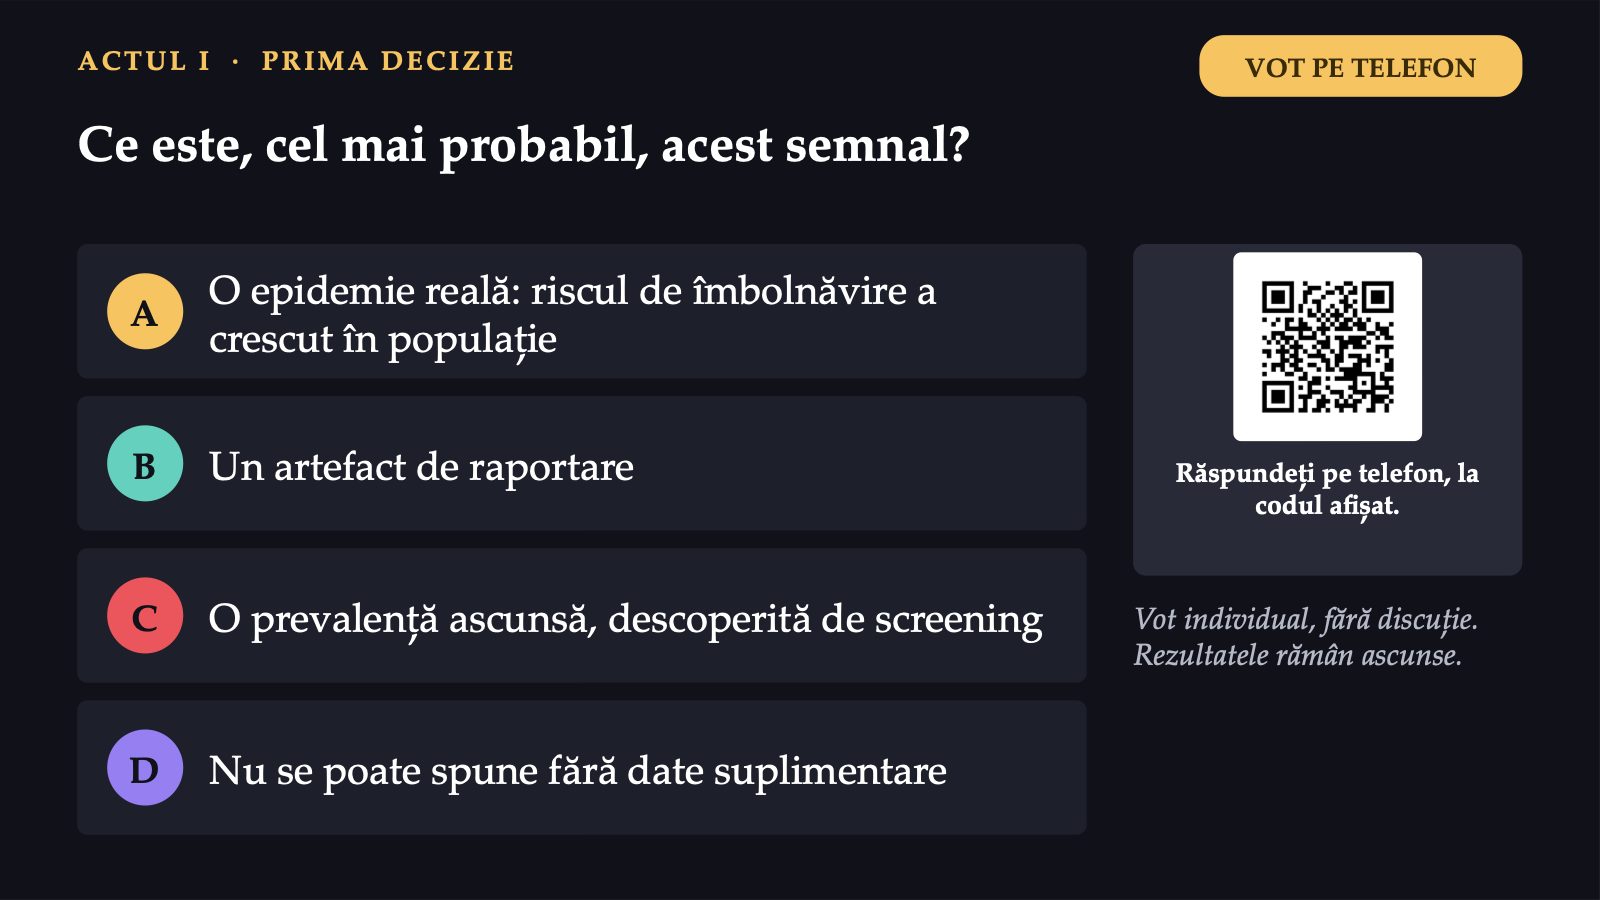 ACTUL I · PRIMA DECIZIE
VOT PE TELEFON
Ce este, cel mai probabil, acest semnal?
A
O epidemie reală: riscul de îmbolnăvire a
crescut în populație
B
Un artefact de raportare
C
O prevalență ascunsă, descoperită de screening
D
Nu se poate spune fără date suplimentare
Răspundeți pe telefon, la
codul afișat.
Vot individual, fără discuție.
Rezultatele rămân ascunse.